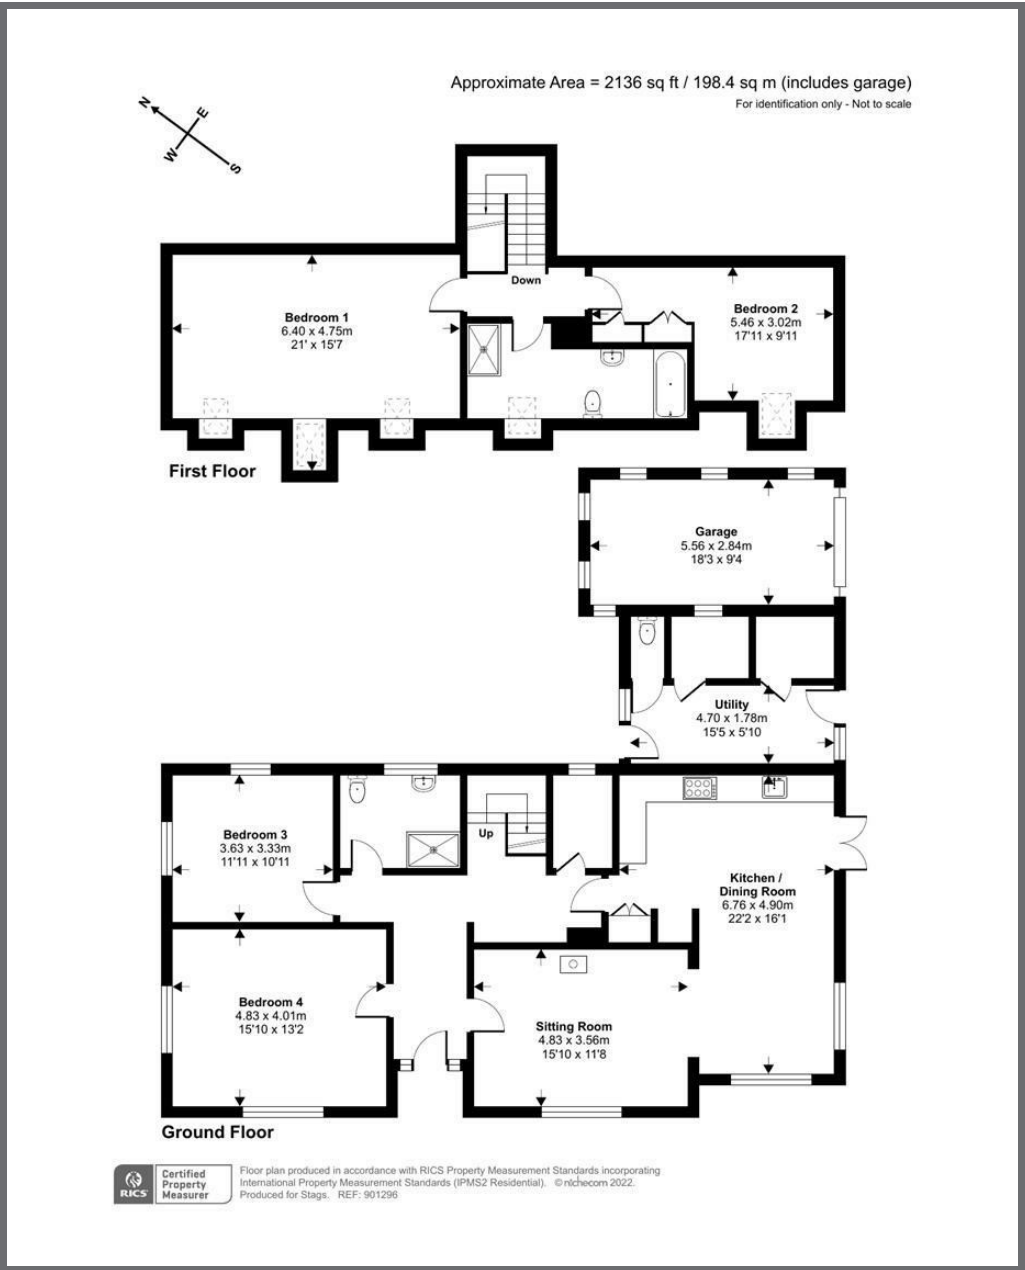 Approximate Area = 2136 sq ft / 198.4 sq m (includes garage)
For identification only - Not to scale
N
E
W
S
Down
Bedroom 1
6.40 x 4.75m
21' x 15'7
Bedroom 2
5.46 x 3.02m
17'11 x 9'11
First Floor
Garage
5.56 x 2.84m
18'3 x 9'4
Utility
4.70 x 1.78m
15'5 x 5'10
Bedroom 3
3.63 x 3.33m
11'11 x 10'11
Up
Kitchen /
Dining Room
6.76 x 4.90m
22'2 x 16'1
Bedroom 4
4.83 x 4.01m
15'10 x 13'2
Sitting Room
4.83 x 3.56m
15'10 x 11'8
Ground Floor
RICS
Certified
Property
Measurer
Floor plan produced in accordance with RICS Property Measurement Standards incorporating
International Property Measurement Standards (IPMS2 Residential). © nichecom 2022.
Produced for Stags. REF: 901296